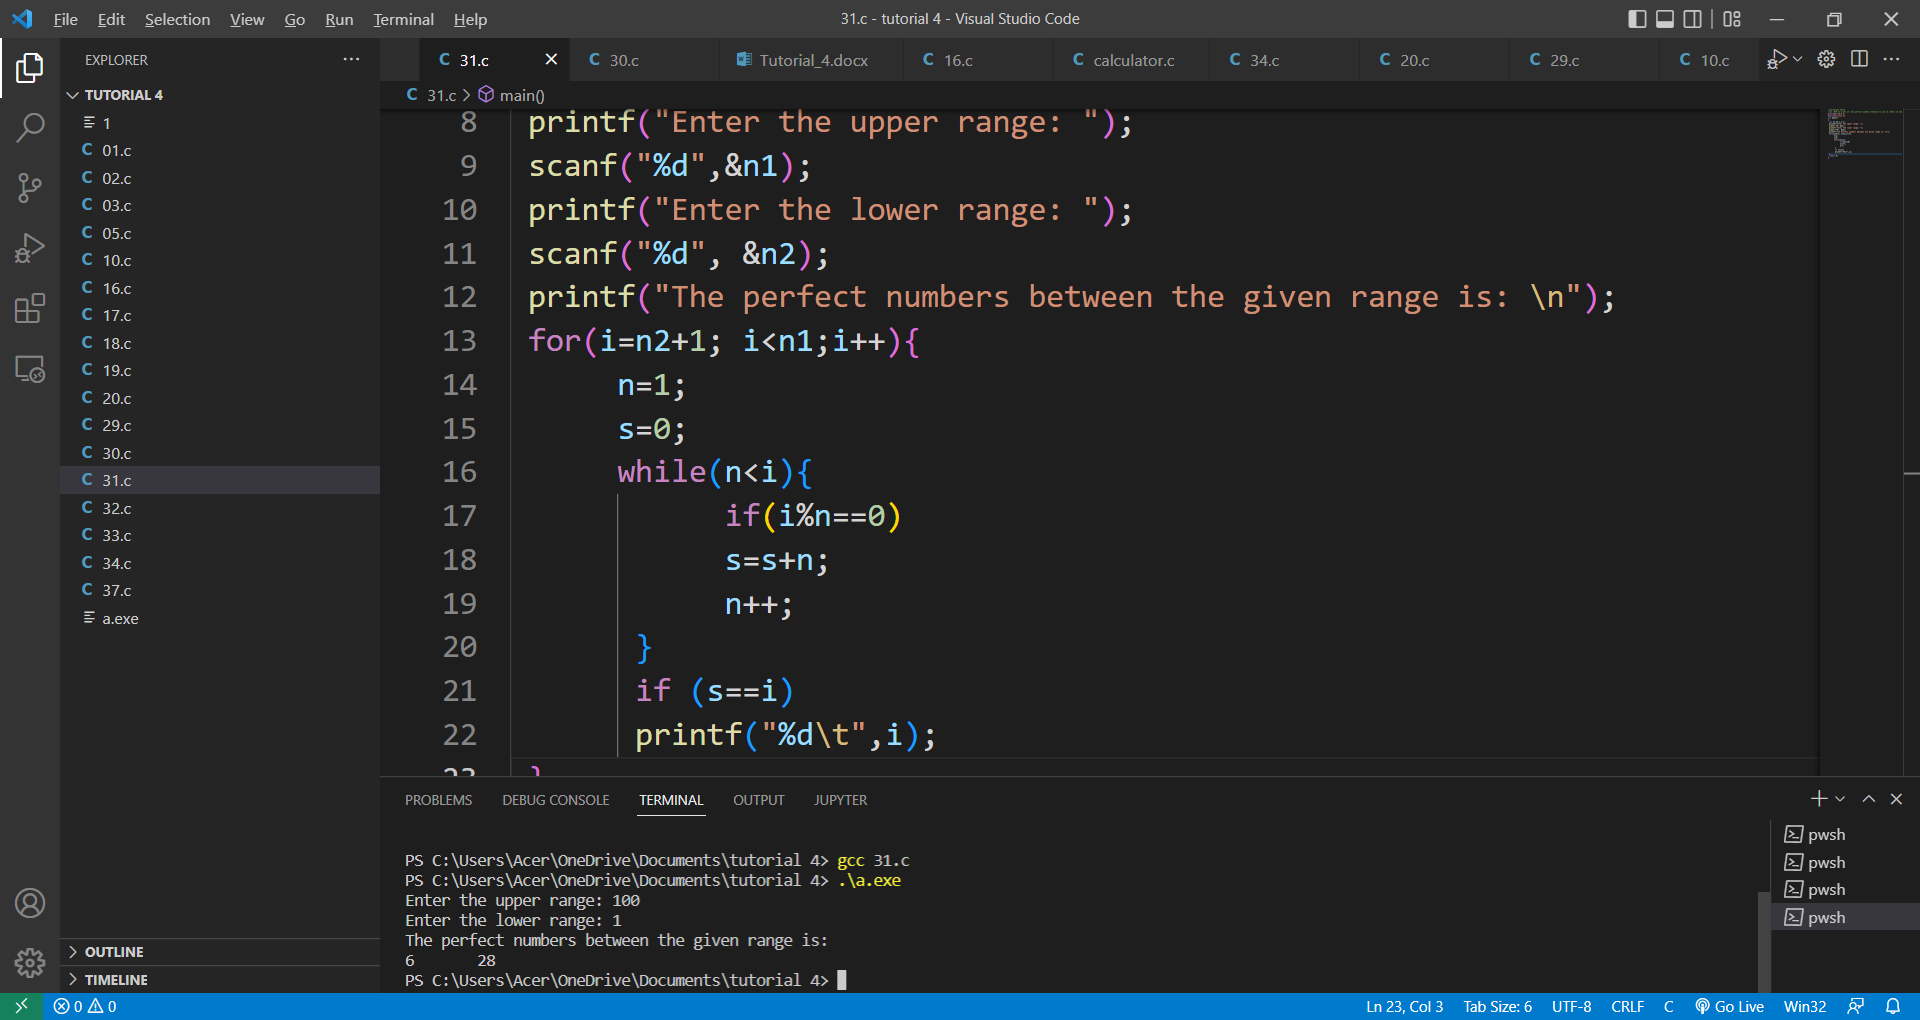 File Edit Selection View Go Run Terminal Help 31.c - tutorial 4 - Visual Studio Code
EXPLORER
31.c 30.c Tutorial_4.docx 16.c calculator.c 34.c 20.c 29.c 10.c
31.c > main()
TUTORIAL 4
1
01.c
02.c
03.c
05.c
10.c
16.c
17.c
18.c
19.c
20.c
29.c
30.c
31.c
32.c
33.c
34.c
37.c
a.exe
OUTLINE
TIMELINE
8 printf("Enter the upper range: ");
9 scanf("%d",&n1);
10 printf("Enter the lower range: ");
11 scanf("%d", &n2);
12 printf("The perfect numbers between the given range is: \n");
13 for(i=n2+1; i<n1;i++){
14 n=1;
15 s=0;
16 while(n<i){
17 if(i%n==0)
18 s=s+n;
19 n++;
20 }
21 if (s==i)
22 printf("%d\t",i);
23 }
PROBLEMS DEBUG CONSOLE TERMINAL OUTPUT JUPYTER
PS C:\Users\Acer\OneDrive\Documents\tutorial 4> gcc 31.c
PS C:\Users\Acer\OneDrive\Documents\tutorial 4> .\a.exe
Enter the upper range: 100
Enter the lower range: 1
The perfect numbers between the given range is:
6 28
PS C:\Users\Acer\OneDrive\Documents\tutorial 4>
pwsh
pwsh
pwsh
pwsh
0 0 Ln 23, Col 3 Tab Size: 6 UTF-8 CRLF C Go Live Win32